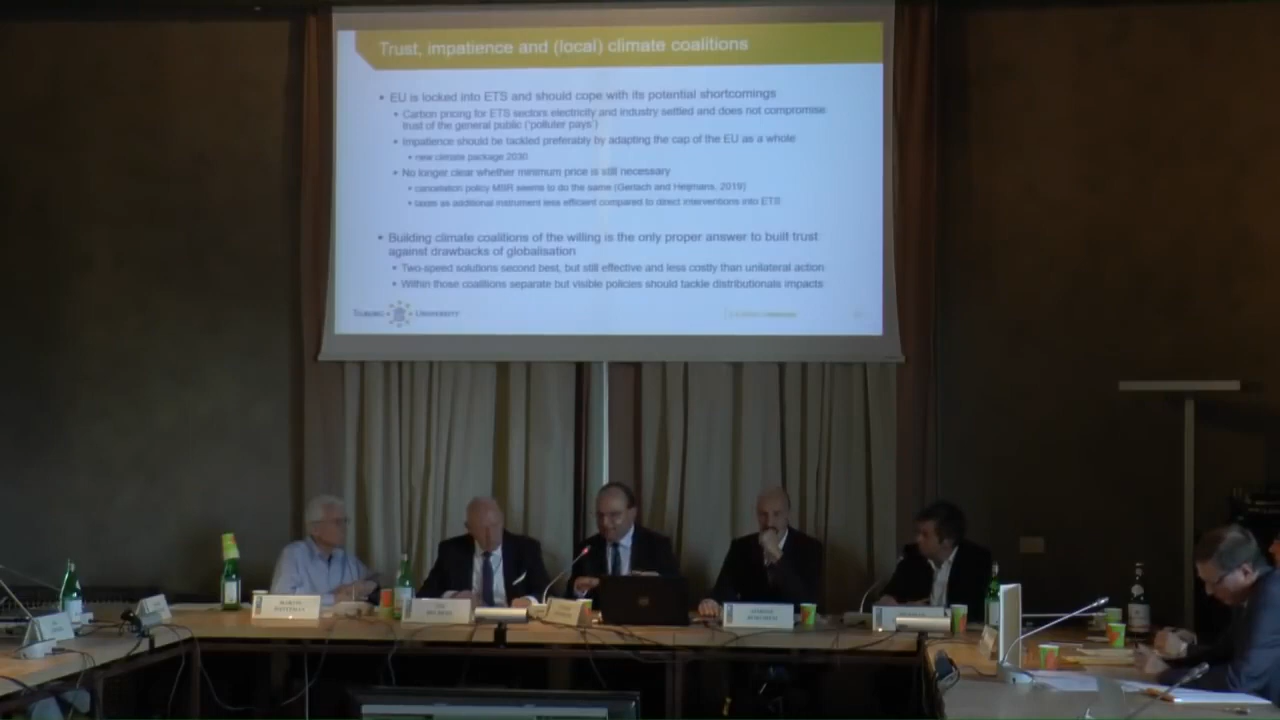 Trust, impatience and (local) climate coalitions
• EU is locked into ETS and should cope with its potential shortcomings
• Carbon pricing for ETS sectors electricity and industry settled and does not compromise
trust of the general public ('polluter pays')
• Impatience should be tackled preferably by adapting the cap of the EU as a whole
• new climate package 2030
• No longer clear whether minimum price is still necessary
• cancellation policy MSR seems to do the same (Gerlach and Heijmans, 2019)
• taxes as additional instrument less efficient compared to direct interventions into ETS
• Building climate coalitions of the willing is the only proper answer to built trust
against drawbacks of globalisation
• Two-speed solutions second best, but still effective and less costly than unilateral action
• Within those coalitions separate but visible policies should tackle distributionals impacts
TILBURG UNIVERSITY